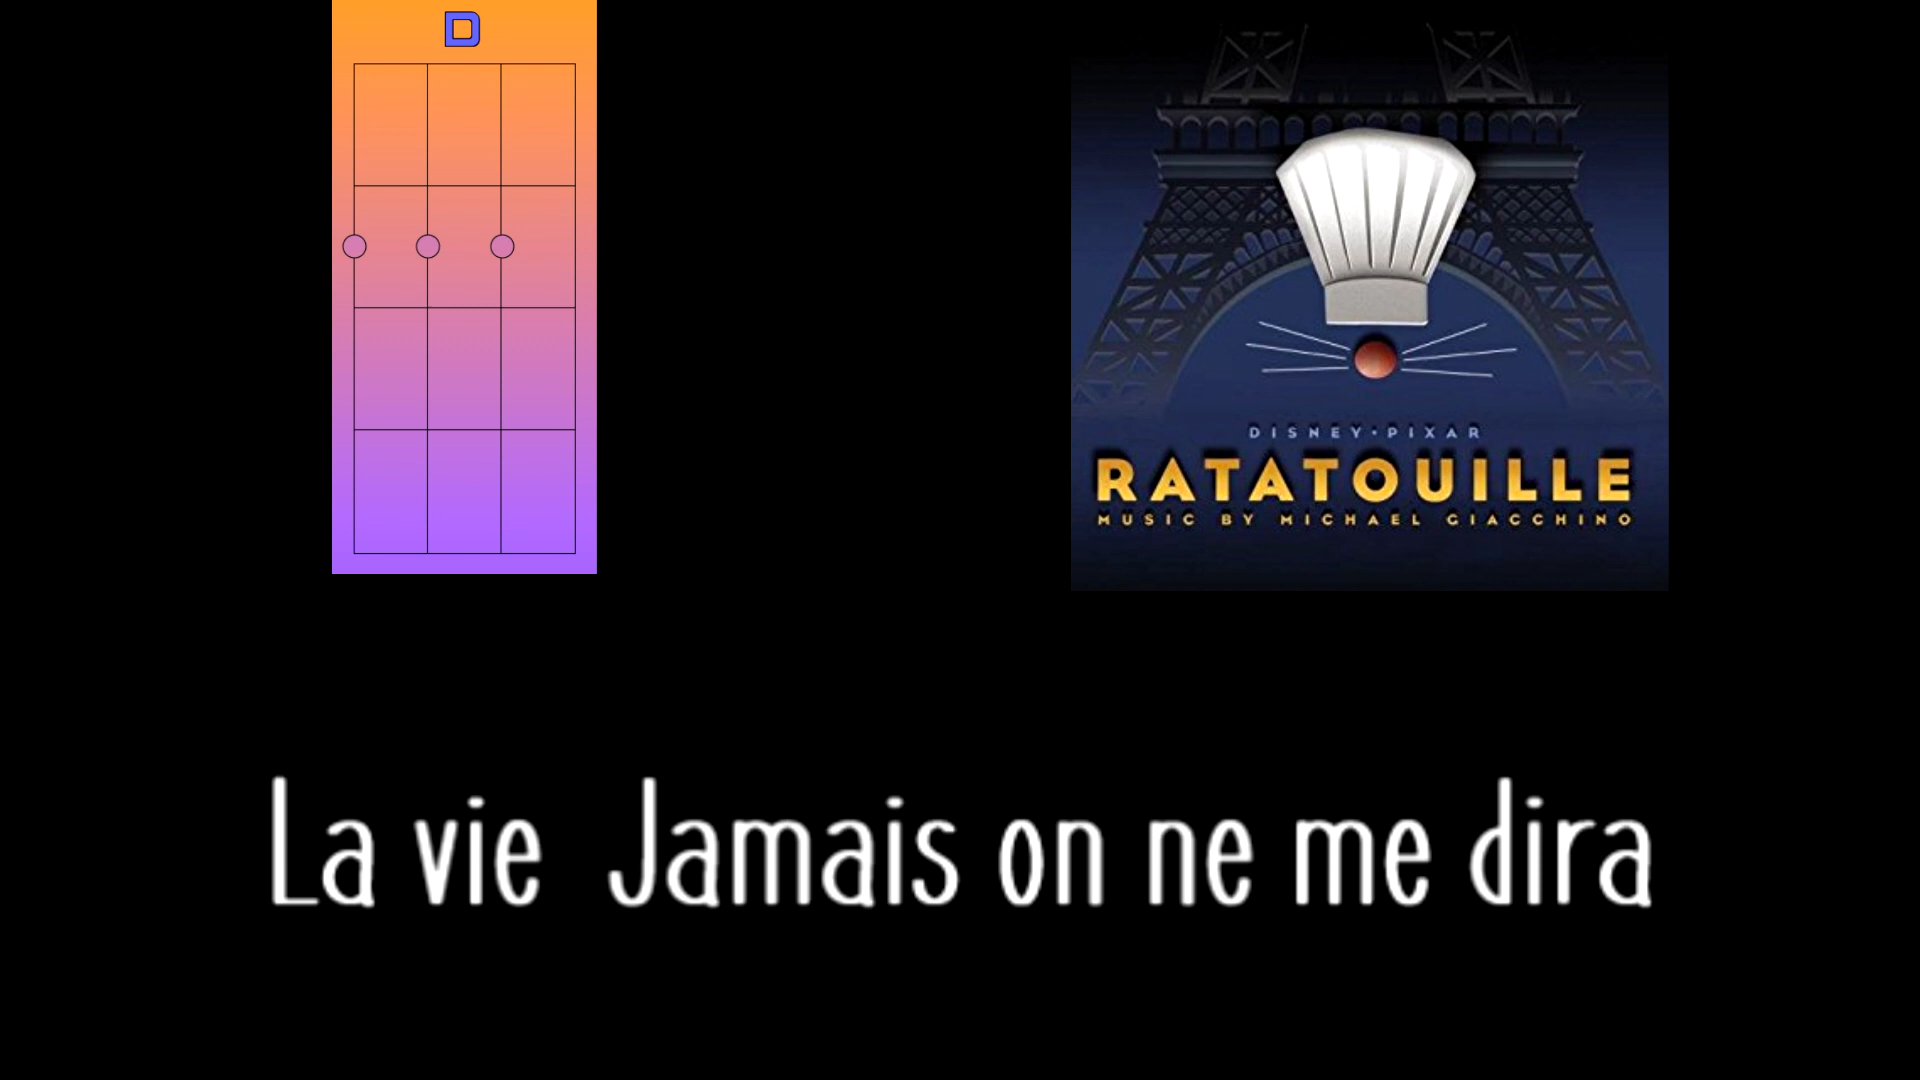 D
DISNEY•PIXAR
RATATOUILLE
MUSIC BY MICHAEL GIACCHINO
La vie Jamais on ne me dira